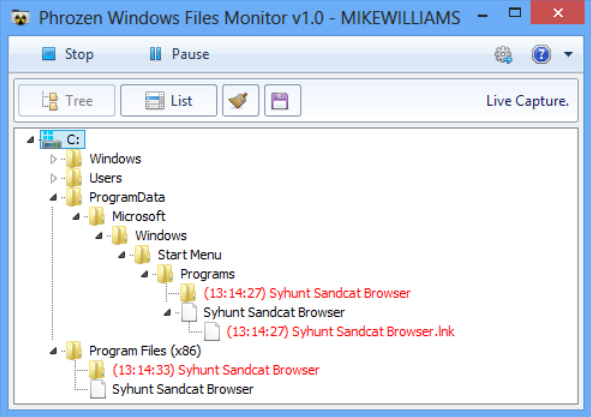 Phrozen Windows Files Monitor v1.0 - MIKEWILLIAMS
Stop Pause
Tree List Live Capture.
C:
Windows
Users
ProgramData
Microsoft
Windows
Start Menu
Programs
(13:14:27) Syhunt Sandcat Browser
Syhunt Sandcat Browser
(13:14:27) Syhunt Sandcat Browser.lnk
Program Files (x86)
(13:14:33) Syhunt Sandcat Browser
Syhunt Sandcat Browser